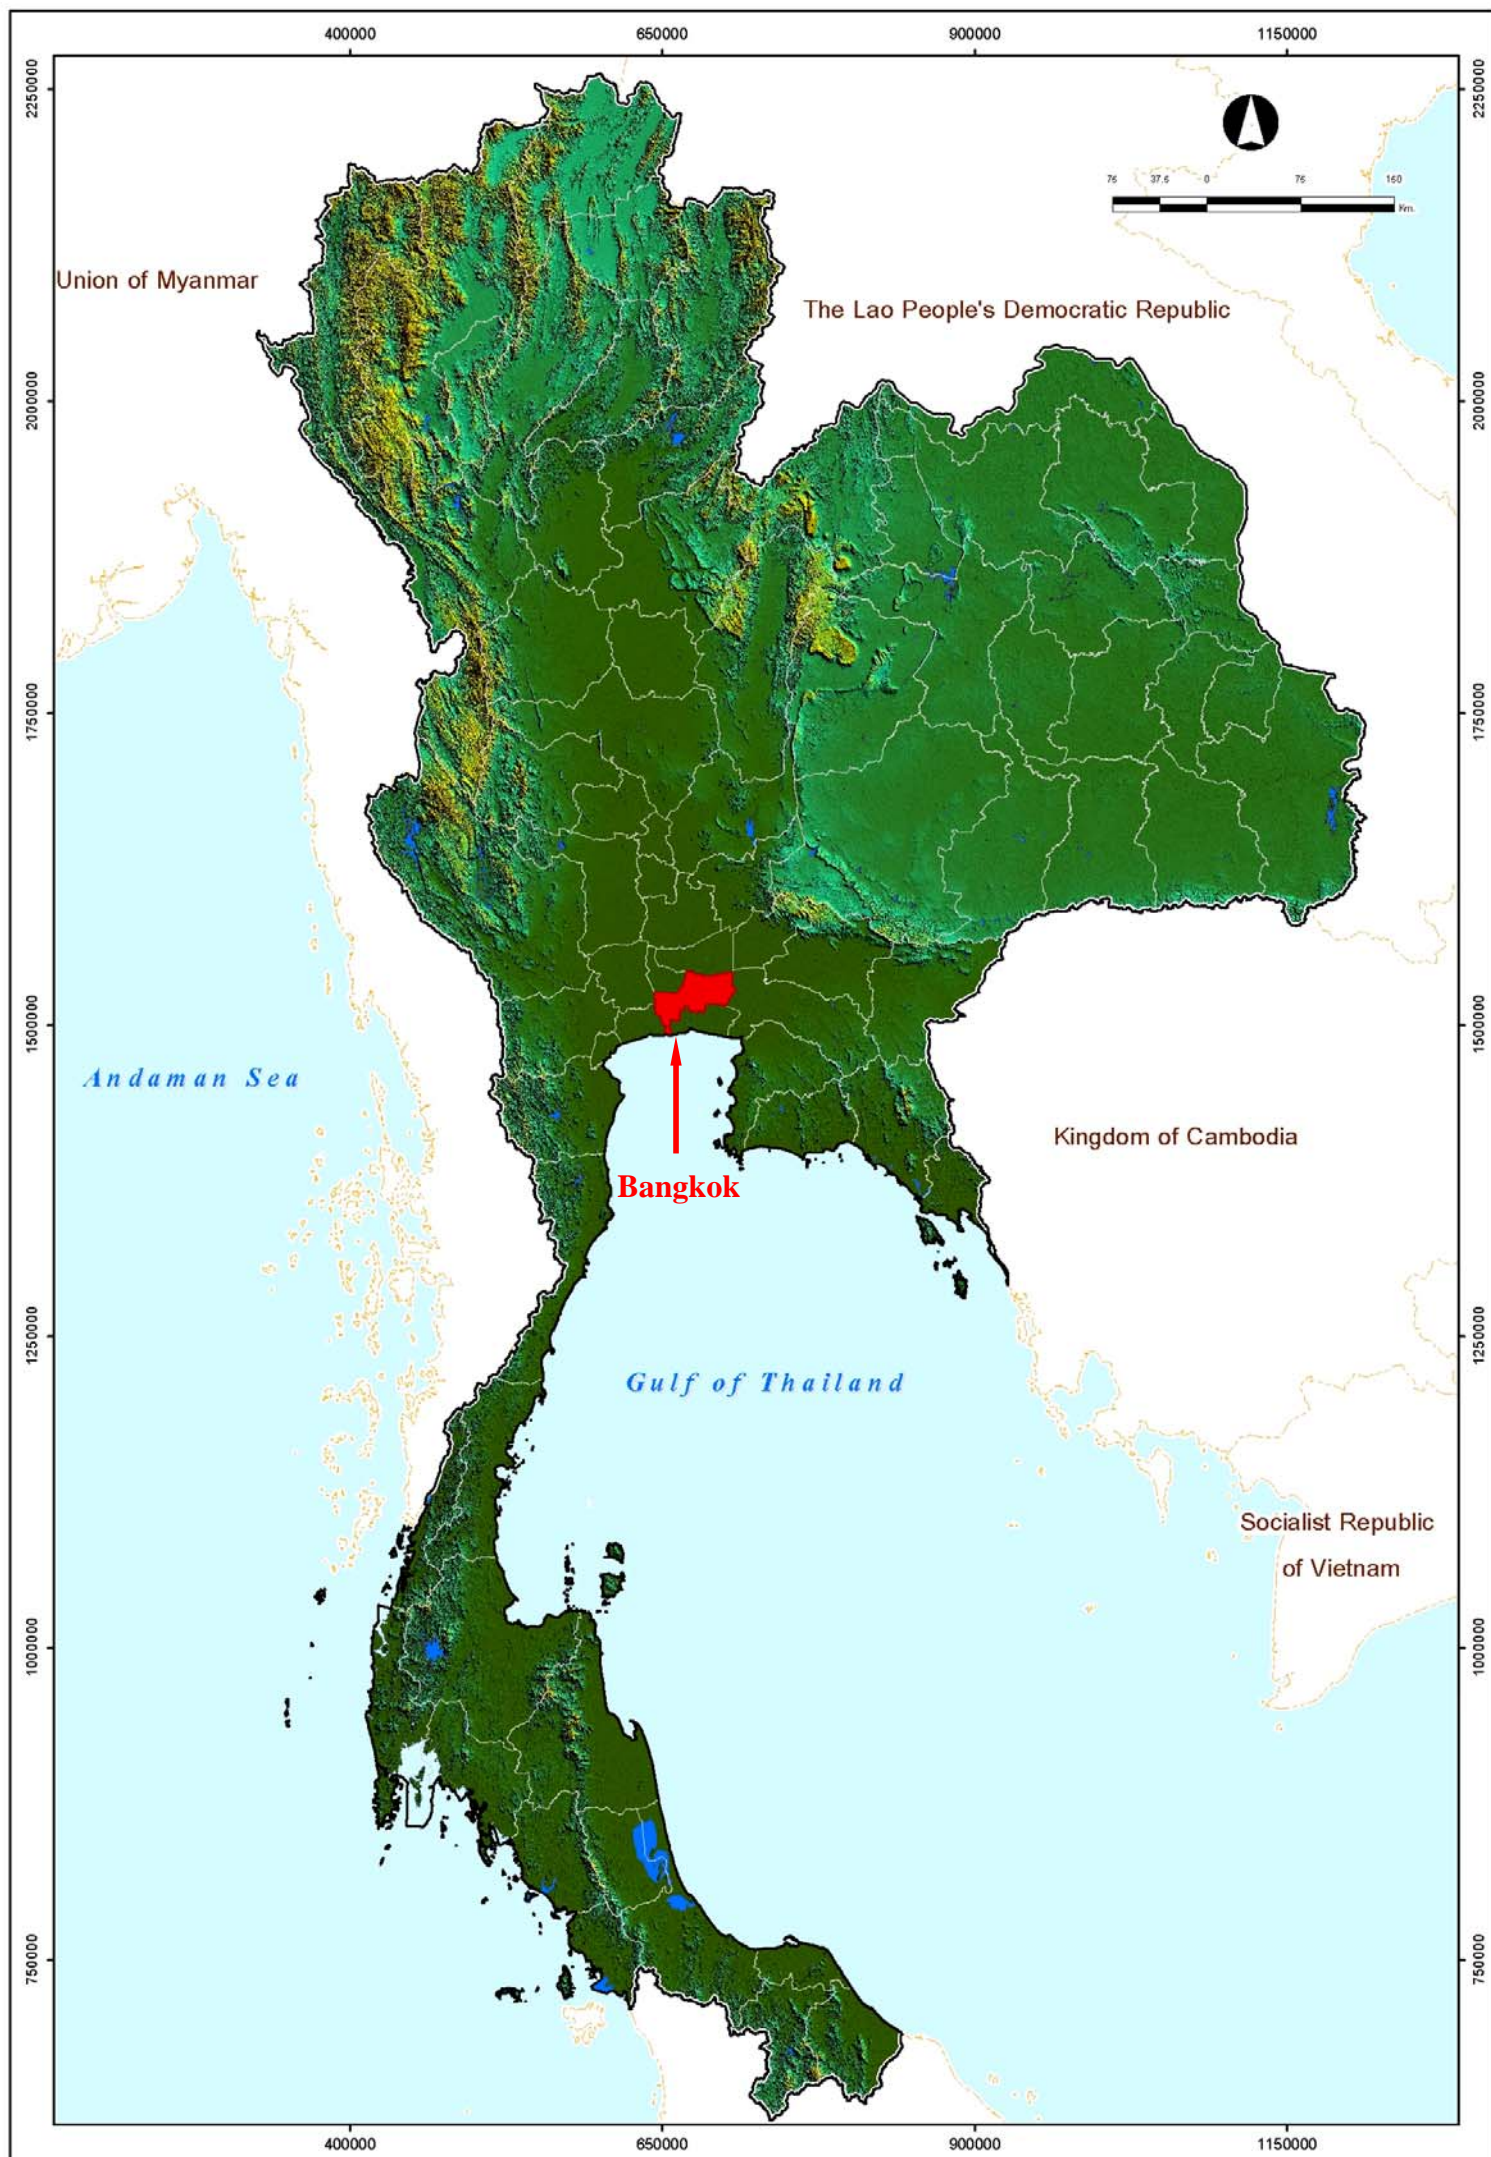 400000 650000 900000 1150000
2250000 2250000
76 37.5 0 76 150
Km.
Union of Myanmar
The Lao People's Democratic Republic
2000000 2000000
1750000 1750000
1500000 1500000
Andaman Sea
Kingdom of Cambodia
Bangkok
1250000 1250000
Gulf of Thailand
Socialist Republic
of Vietnam
1000000 1000000
750000 750000
400000 650000 900000 1150000